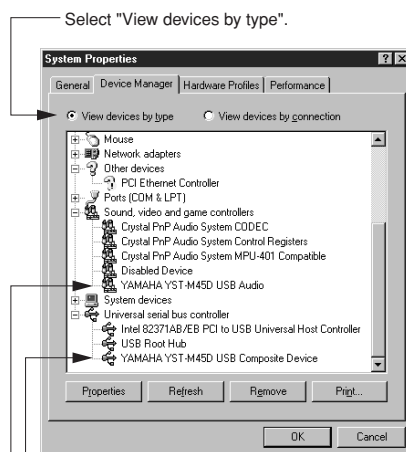 Select "View devices by type".
System Properties
General Device Manager Hardware Profiles Performance
View devices by type View devices by connection
Mouse
Network adapters
Other devices
PCI Ethernet Controller
Ports (COM & LPT)
Sound, video and game controllers
Crystal PnP Audio System CODEC
Crystal PnP Audio System Control Registers
Crystal PnP Audio System MPU-401 Compatible
Disabled Device
YAMAHA YST-M45D USB Audio
System devices
Universal serial bus controller
Intel 82371AB/EB PCI to USB Universal Host Controller
USB Root Hub
YAMAHA YST-M45D USB Composite Device
Properties Refresh Remove Print...
OK Cancel